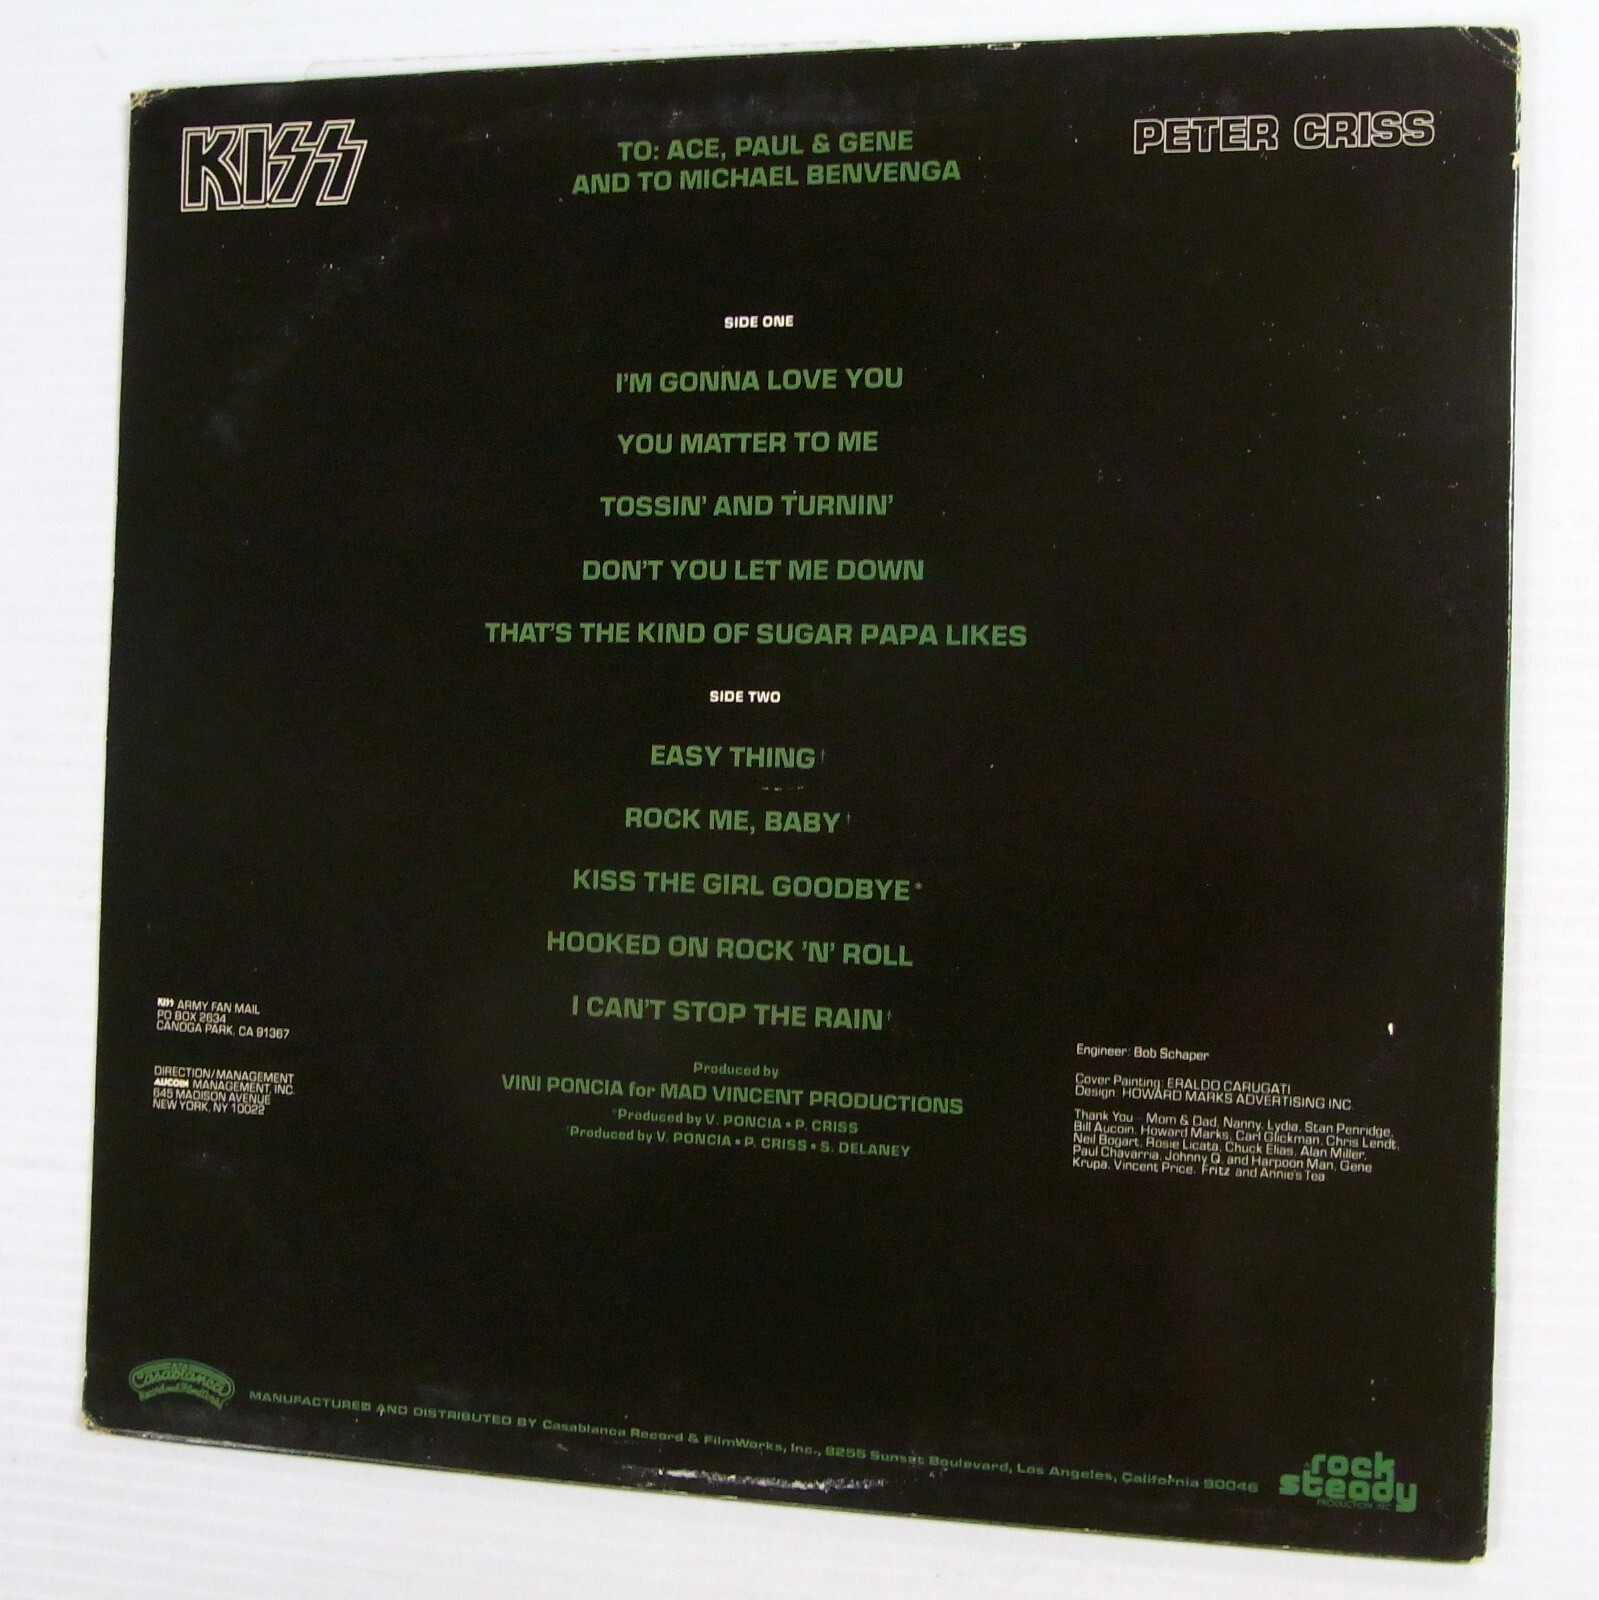 KISS
TO: ACE, PAUL & GENE
AND TO MICHAEL BENVENGA
PETER CRISS
SIDE ONE
I'M GONNA LOVE YOU
YOU MATTER TO ME
TOSSIN' AND TURNIN'
DON'T YOU LET ME DOWN
THAT'S THE KIND OF SUGAR PAPA LIKES
SIDE TWO
EASY THING†
ROCK ME, BABY†
KISS THE GIRL GOODBYE*
HOOKED ON ROCK 'N' ROLL
I CAN'T STOP THE RAIN†
KISS ARMY FAN MAIL
PO BOX 2634
CANOGA PARK, CA 91367
DIRECTION/MANAGEMENT
AUCOIN MANAGEMENT, INC.
645 MADISON AVENUE
NEW YORK, NY 10022
Produced by
VINI PONCIA for MAD VINCENT PRODUCTIONS
*Produced by V. PONCIA • P. CRISS
†Produced by V. PONCIA • P. CRISS • S. DELANEY
Engineer: Bob Schaper
Cover Painting: ERALDO CARUGATI
Design: HOWARD MARKS ADVERTISING INC.
Thank You—Mom & Dad, Nanny, Lydia, Stan Penridge,
Bill Aucoin, Howard Marks, Carl Glickman, Chris Lendt,
Neil Bogart, Rosie Licata, Chuck Elias, Alan Miller,
Paul Chavarria, Johnny Q. and Harpoon Man, Gene
Krupa, Vincent Price, Fritz and Annie's Tea
Casablanca
Record and FilmWorks
MANUFACTURED AND DISTRIBUTED BY Casablanca Record & FilmWorks, Inc., 8255 Sunset Boulevard, Los Angeles, California 90046
a rock
steady
PRODUCTION INC.